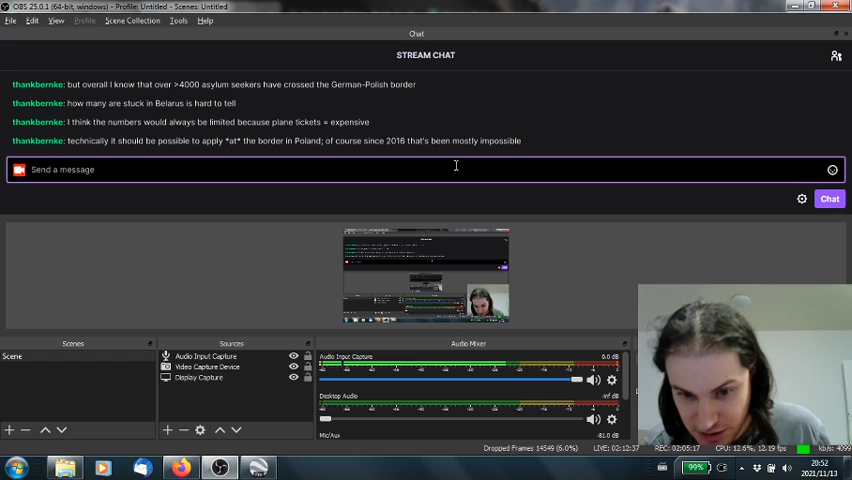 OBS 25.0.1 (64-bit, windows) - Profile: Untitled - Scenes: Untitled
File Edit View Profile Scene Collection Tools Help
Chat
STREAM CHAT
thankbernke: but overall I know that over >4000 asylum seekers have crossed the German-Polish border
thankbernke: how many are stuck in Belarus is hard to tell
thankbernke: I think the numbers would always be limited because plane tickets = expensive
thankbernke: technically it should be possible to apply *at* the border in Poland; of course since 2016 that's been mostly impossible
Send a message
Chat
Scenes Sources Audio Mixer
Scene
Audio Input Capture
Video Capture Device
Display Capture
Audio Input Capture 0.0 dB
Desktop Audio -inf dB
Mic/Aux -81.0 dB
Dropped Frames 14549 (6.0%) LIVE: 02:12:37 REC: 02:05:17 CPU: 12.6%, 12.19 fps kb/s: 4099
99%
20:52
2021/11/13